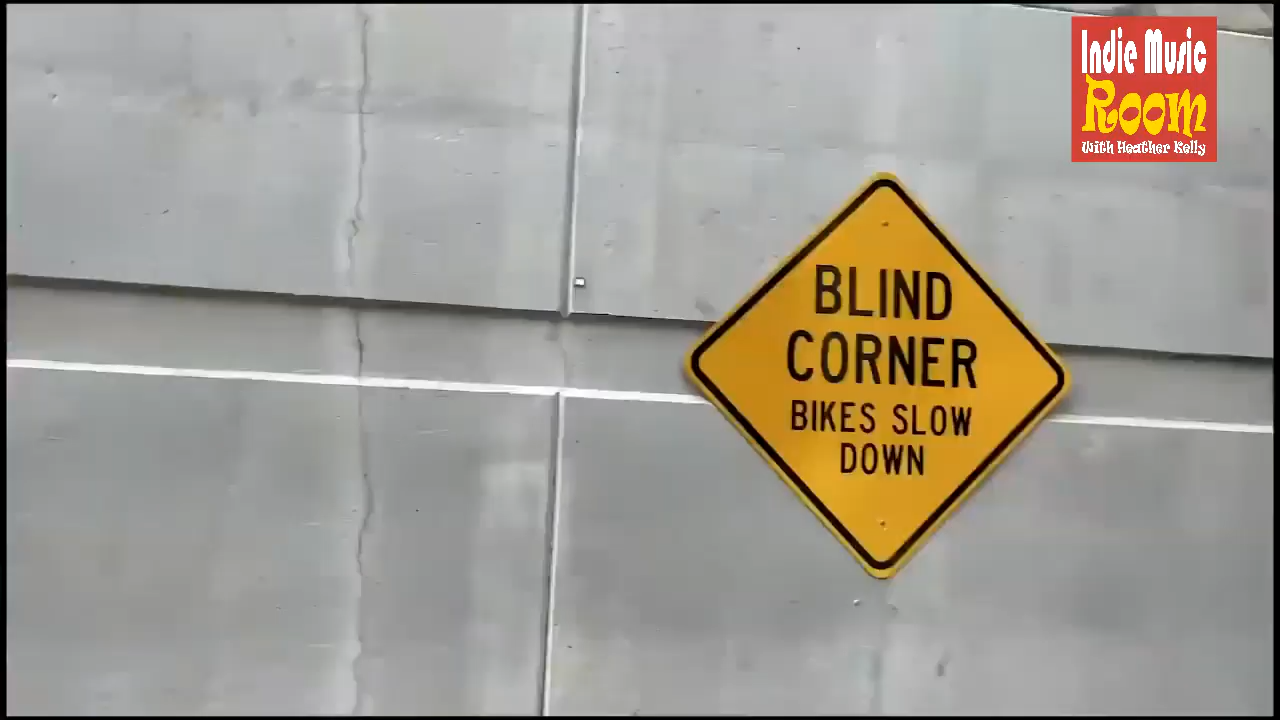 Indie Music
Room
With Heather Kelly
BLIND
CORNER
BIKES SLOW
DOWN